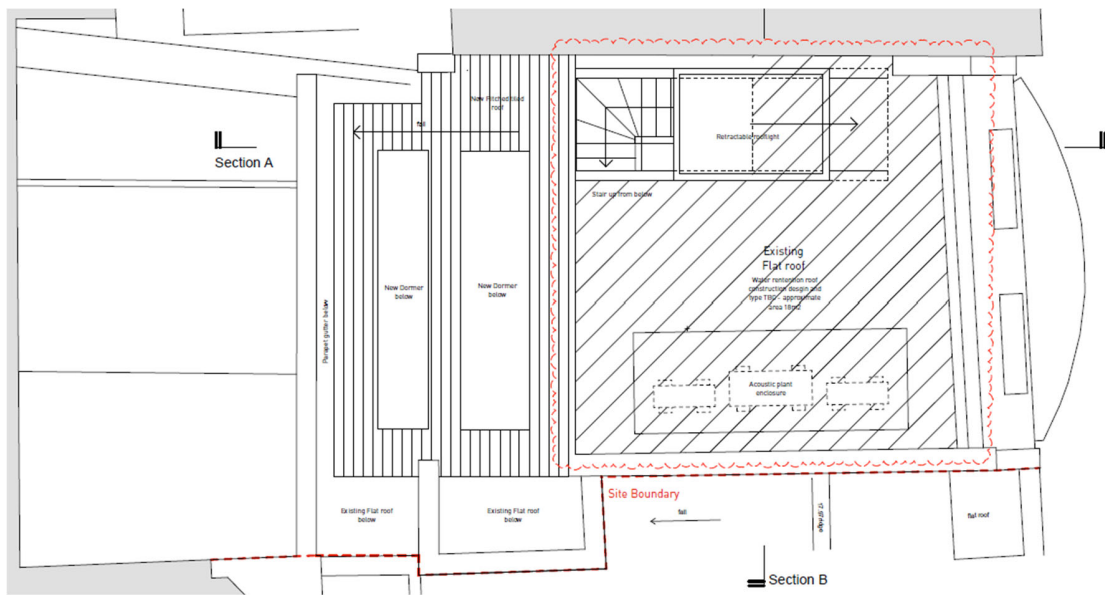 New Pitched tiled
roof
fall
Section A
Retractable rooflight
Stair up from below
Existing
Flat roof
Water rentention roof
construction desgin and
type TBC - approximate
area 18m2
New Dormer
below
New Dormer
below
Parapet gutter below
Acoustic plant
enclosure
Site Boundary
Existing Flat roof
below
Existing Flat roof
below
fall
flat roof
Section B